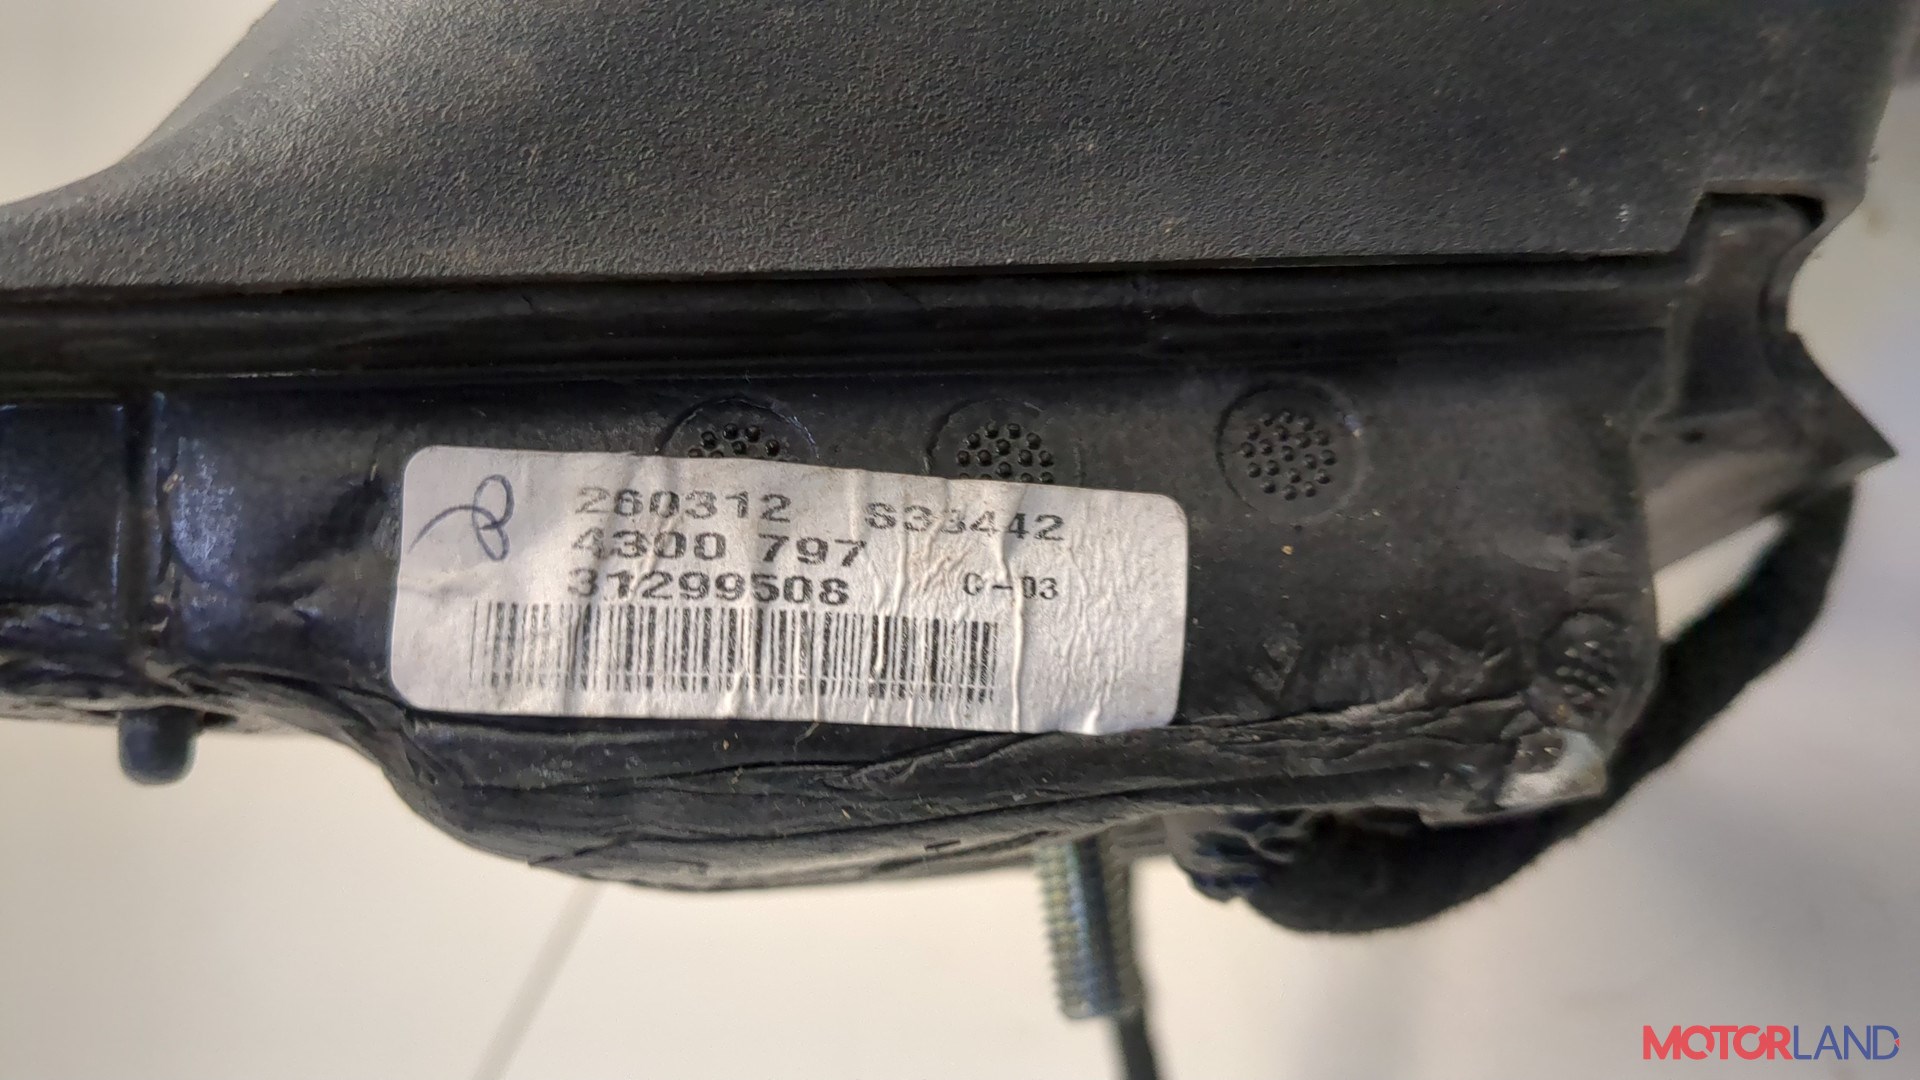 260312 S33442
4300 797
31299508 C-03
MOTORLAND